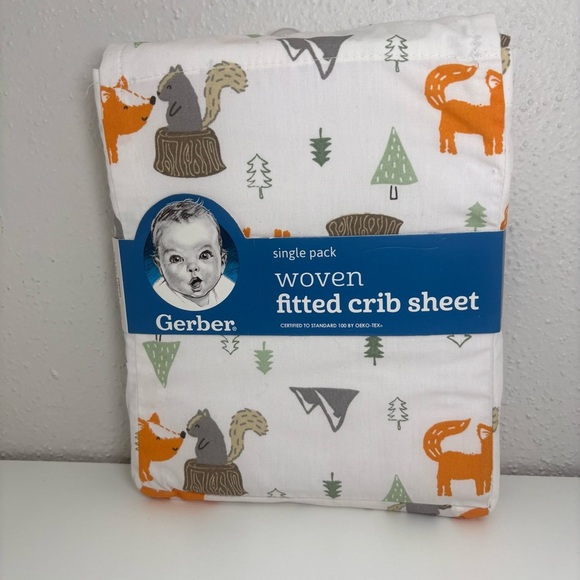 single pack
woven
fitted crib sheet
CERTIFIED TO STANDARD 100 BY OEKO-TEX®
Gerber®